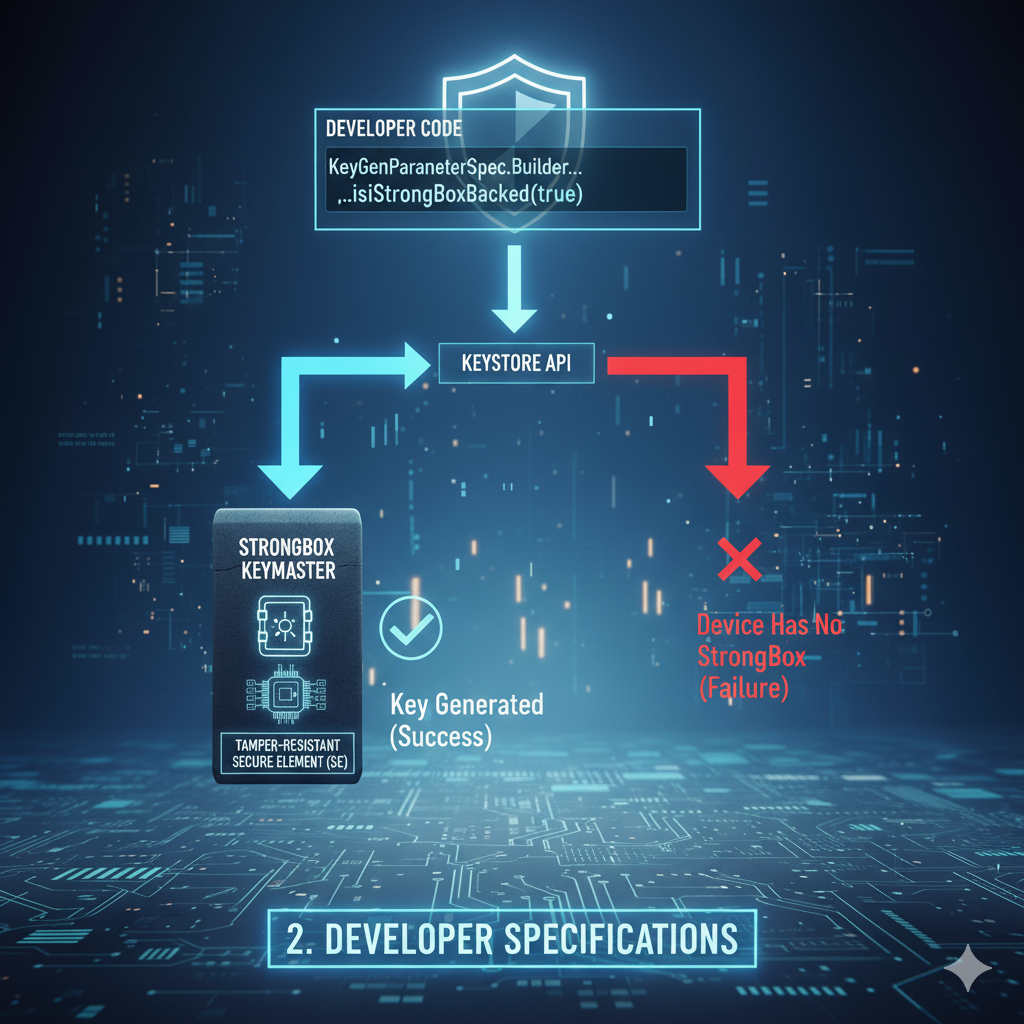 DEVELOPER CODE
KeyGenParaneterSpec.Builder...
,..isiStrongBoxBacked(true)
KEYSTORE API
STRONGBOX
KEYMASTER
TAMPER-RESISTANT
SECURE ELEMENT (SE)
Key Generated
(Success)
Device Has No
StrongBox
(Failure)
2. DEVELOPER SPECIFICATIONS